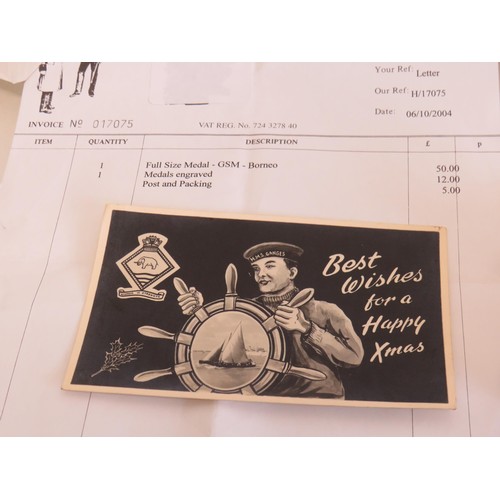 Your Ref: Letter
Our Ref: H/17075
Date: 06/10/2004
INVOICE Nº 017075
VAT REG. No. 724 3278 40
ITEM QUANTITY DESCRIPTION £ p
1 Full Size Medal - GSM - Borneo 50.00
1 Medals engraved 12.00
Post and Packing 5.00
H.M.S. GANGES
Best
Wishes
for a
Happy
Xmas